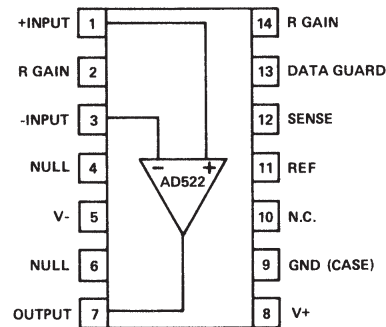 +INPUT 1 14 R GAIN
R GAIN 2 13 DATA GUARD
-INPUT 3 12 SENSE
NULL 4 11 REF
- +
AD522
V- 5 10 N.C.
NULL 6 9 GND (CASE)
OUTPUT 7 8 V+